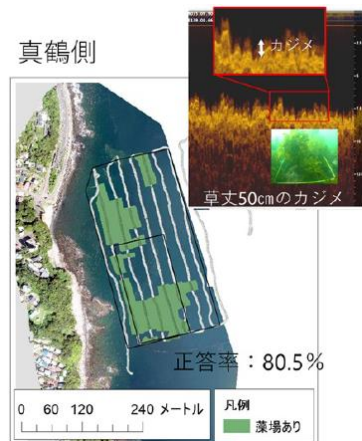 真鶴側
カジメ
草丈50㎝のカジメ
正答率：80.5%
0 60 120 240 メートル
凡例
藻場あり